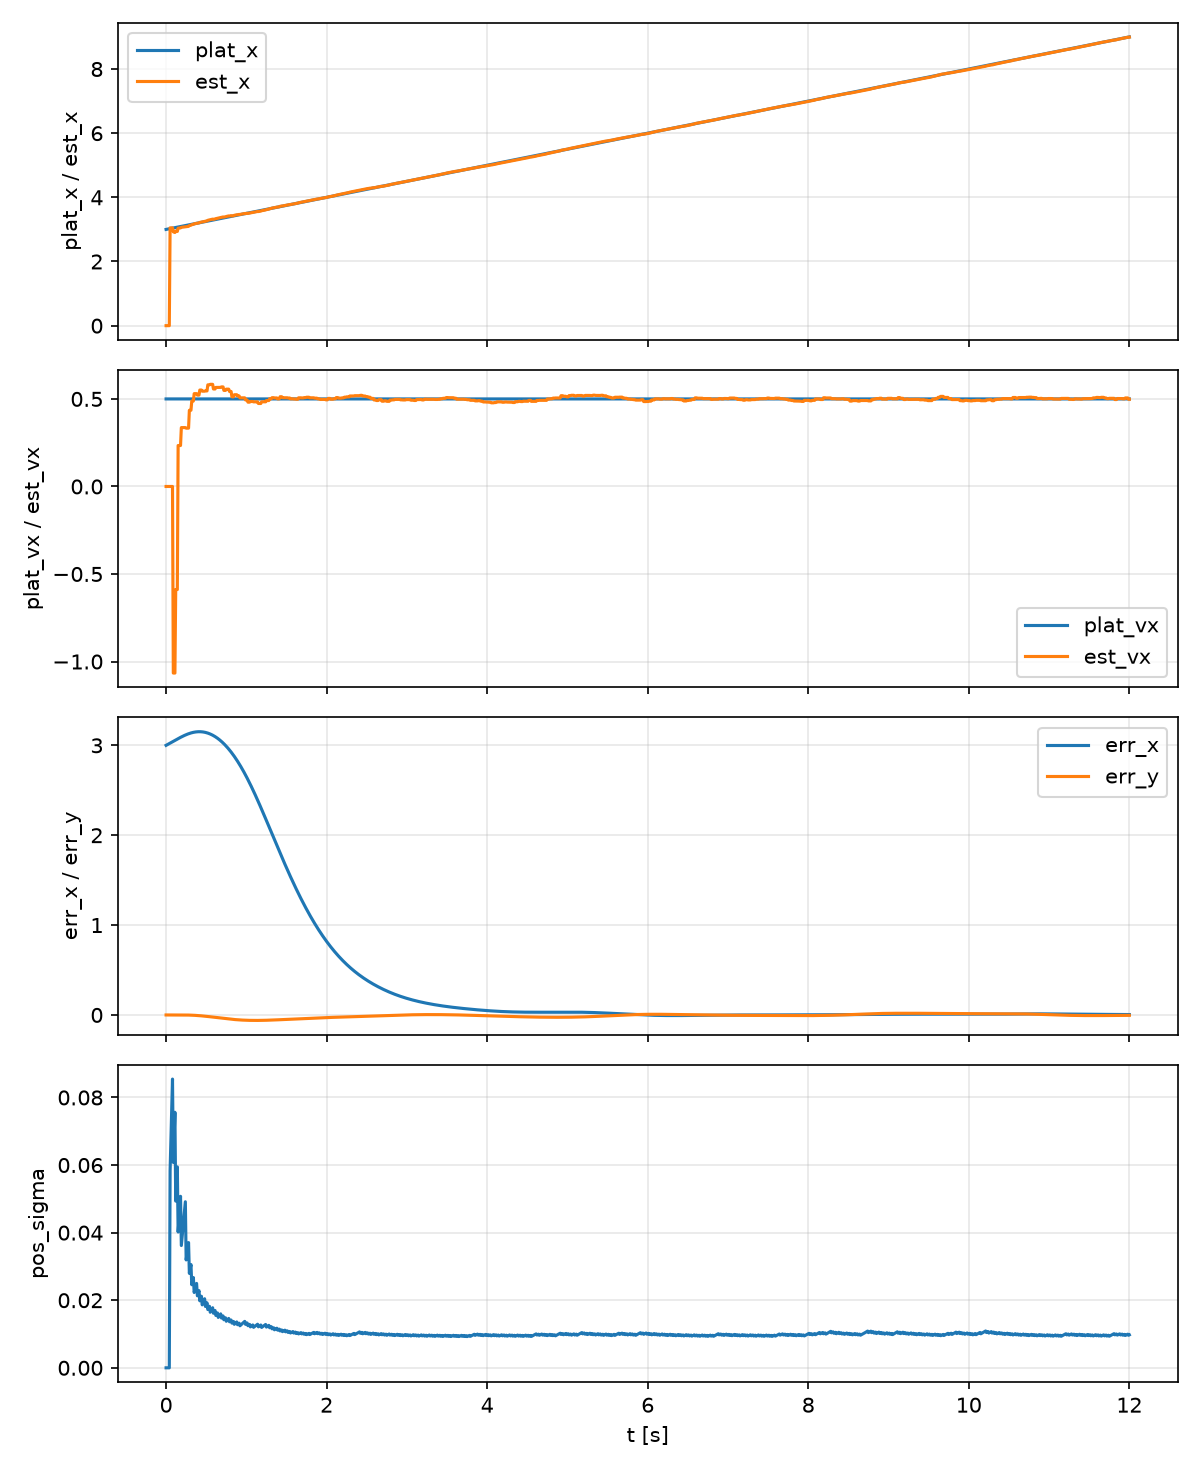 plat_x / est_x
8
6
4
2
0
plat_x
est_x
plat_vx / est_vx
0.5
0.0
−0.5
−1.0
plat_vx
est_vx
err_x / err_y
3
2
1
0
err_x
err_y
pos_sigma
0.08
0.06
0.04
0.02
0.00
0 2 4 6 8 10 12
t [s]